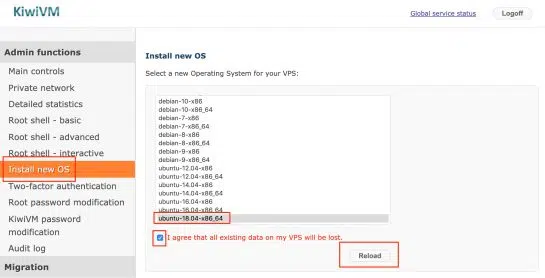 KiwiVM
Global service status
Logoff
Admin functions
Main controls
Private network
Detailed statistics
Root shell - basic
Root shell - advanced
Root shell - interactive
Install new OS
Two-factor authentication
Root password modification
KiwiVM password
modification
Audit log
Migration
Install new OS
Select a new Operating System for your VPS:
debian-10-x86
debian-10-x86_64
debian-7-x86
debian-7-x86_64
debian-8-x86
debian-8-x86_64
debian-9-x86
debian-9-x86_64
ubuntu-12.04-x86
ubuntu-12.04-x86_64
ubuntu-14.04-x86
ubuntu-14.04-x86_64
ubuntu-16.04-x86
ubuntu-16.04-x86_64
ubuntu-18.04-x86_64
I agree that all existing data on my VPS will be lost.
Reload